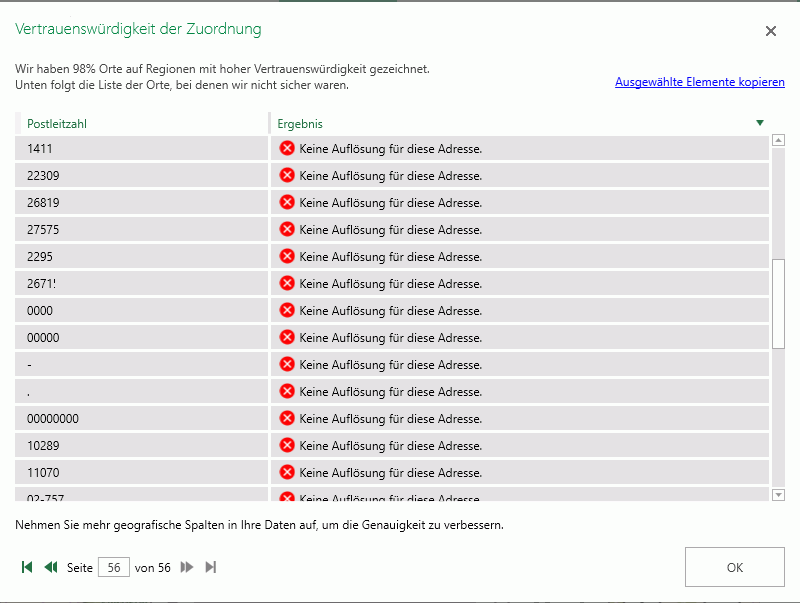 Vertrauenswürdigkeit der Zuordnung
Wir haben 98% Orte auf Regionen mit hoher Vertrauenswürdigkeit gezeichnet.
Unten folgt die Liste der Orte, bei denen wir nicht sicher waren.
Ausgewählte Elemente kopieren
Postleitzahl Ergebnis
1411 Keine Auflösung für diese Adresse.
22309 Keine Auflösung für diese Adresse.
26819 Keine Auflösung für diese Adresse.
27575 Keine Auflösung für diese Adresse.
2295 Keine Auflösung für diese Adresse.
2671! Keine Auflösung für diese Adresse.
0000 Keine Auflösung für diese Adresse.
00000 Keine Auflösung für diese Adresse.
- Keine Auflösung für diese Adresse.
. Keine Auflösung für diese Adresse.
00000000 Keine Auflösung für diese Adresse.
10289 Keine Auflösung für diese Adresse.
11070 Keine Auflösung für diese Adresse.
02-757 Keine Auflösung für diese Adresse.
Nehmen Sie mehr geografische Spalten in Ihre Daten auf, um die Genauigkeit zu verbessern.
Seite 56 von 56
OK